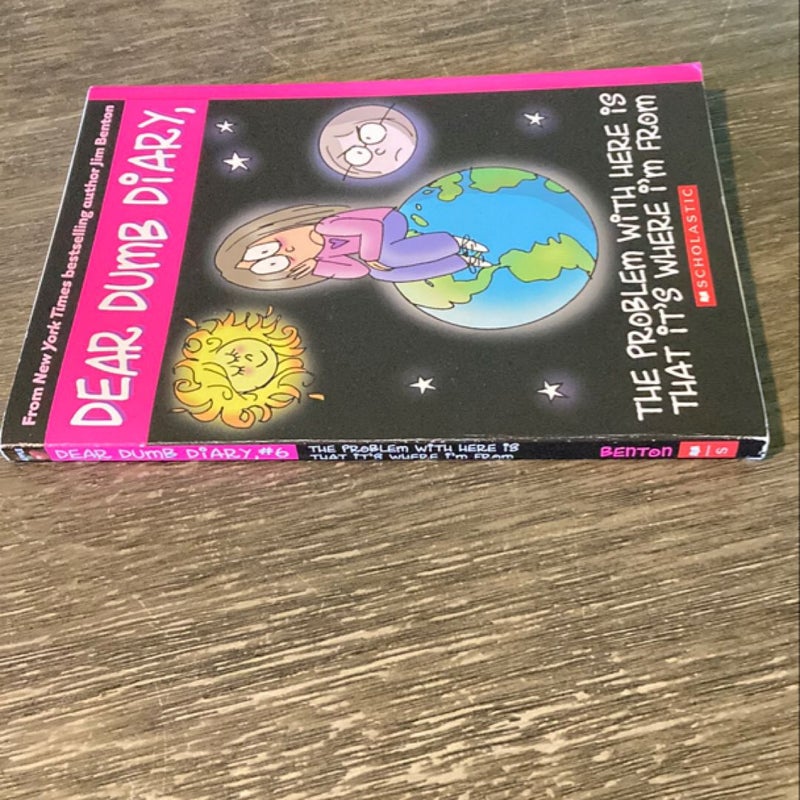 From New York Times bestselling author Jim Benton
DEAR DUMB DIARY,
THE PROBLEM WITH HERE IS
THAT IT'S WHERE I'M FROM
SCHOLASTIC
DEAR DUMB DIARY, #6
THE PROBLEM WITH HERE IS
THAT IT'S WHERE I'M FROM
BENTON
S